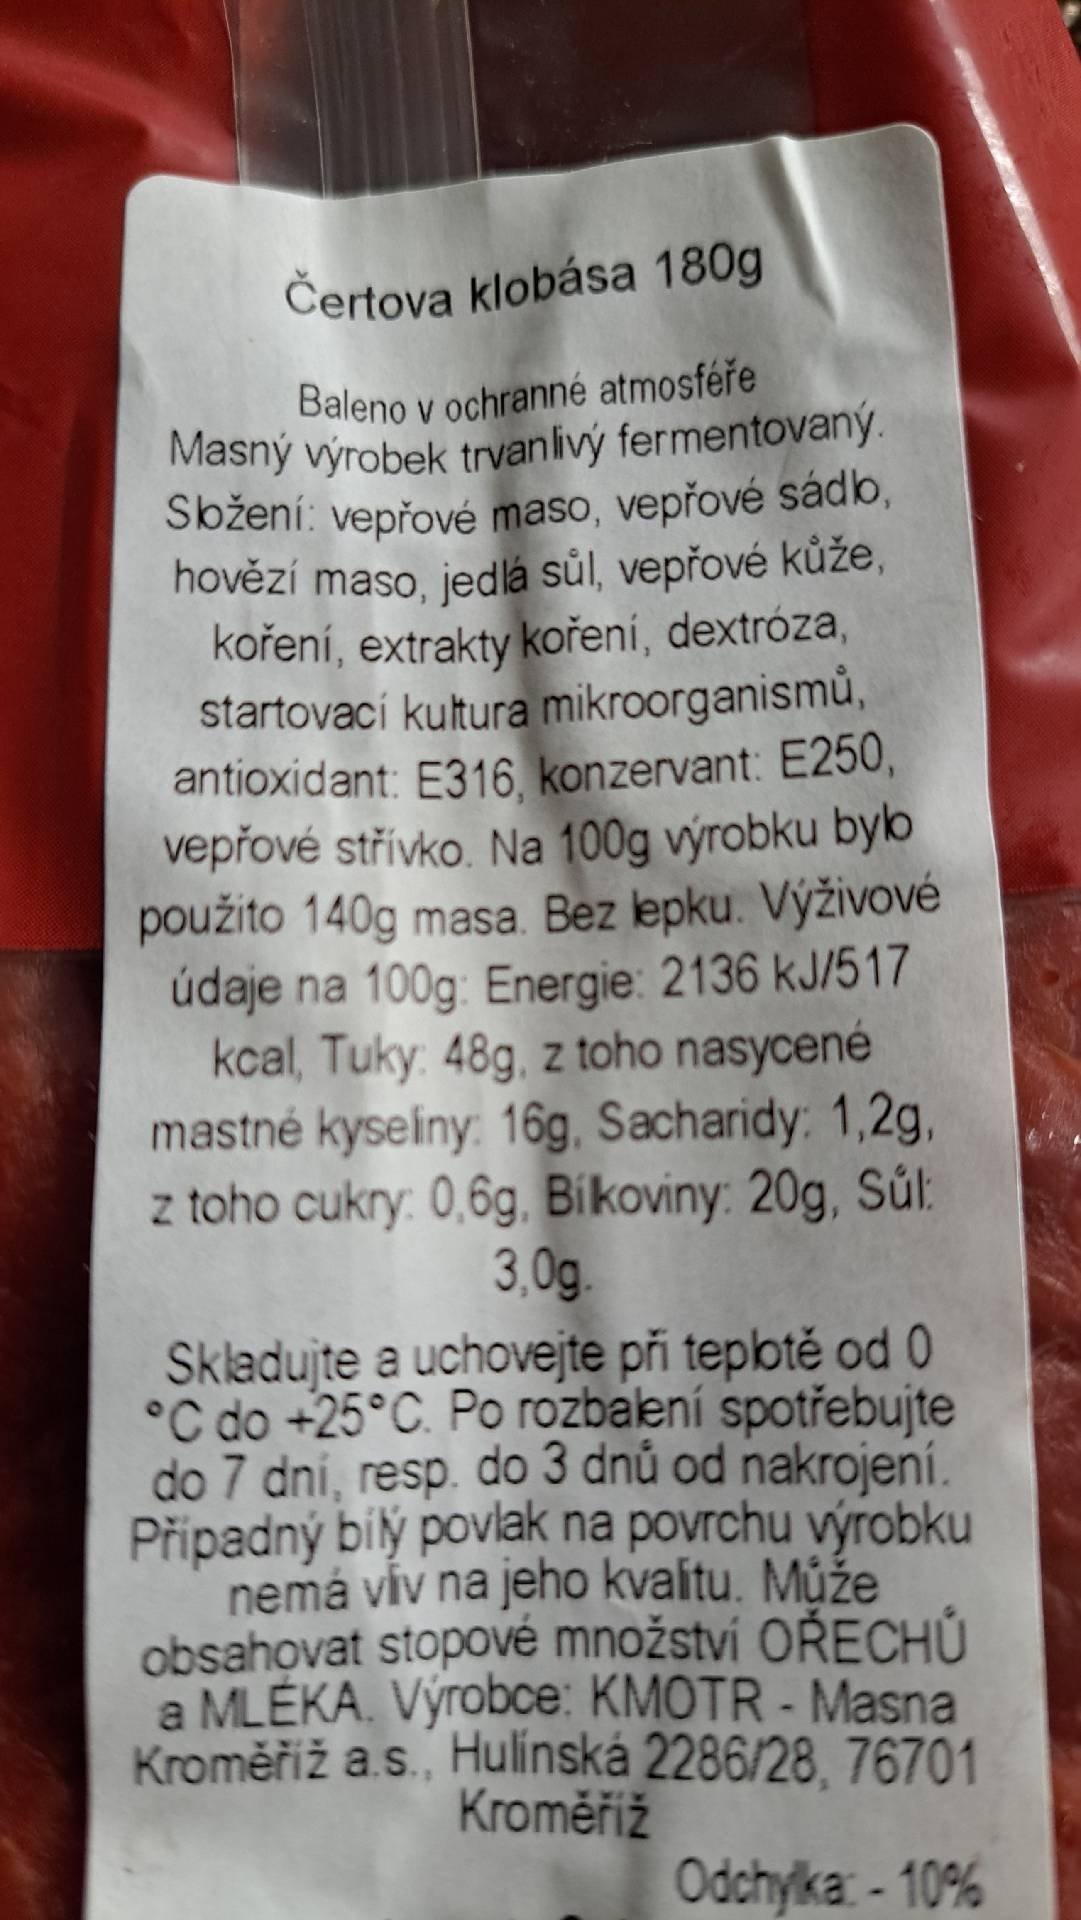 Čertova klobása 180g
Baleno v ochranné atmosféře
Masný výrobek trvanlivý fermentovaný.
Složení: vepřové maso, vepřové sádlo,
hovězí maso, jedlá sůl, vepřové kůže,
koření, extrakty koření, dextróza,
startovací kultura mikroorganismů,
antioxidant: E316, konzervant: E250,
vepřové střívko. Na 100g výrobku bylo
použito 140g masa. Bez lepku. Výživové
údaje na 100g: Energie: 2136 kJ/517
kcal, Tuky: 48g, z toho nasycené
mastné kyseliny: 16g, Sacharidy: 1,2g,
z toho cukry: 0,6g, Bílkoviny: 20g, Sůl:
3,0g.
Skladujte a uchovejte při teplotě od 0
°C do +25°C. Po rozbalení spotřebujte
do 7 dní, resp. do 3 dnů od nakrojení.
Případný bílý povlak na povrchu výrobku
nemá vliv na jeho kvalitu. Může
obsahovat stopové množství OŘECHŮ
a MLÉKA. Výrobce: KMOTR - Masna
Kroměříž a.s., Hulínská 2286/28, 76701
Kroměříž
Odchylka: - 10%